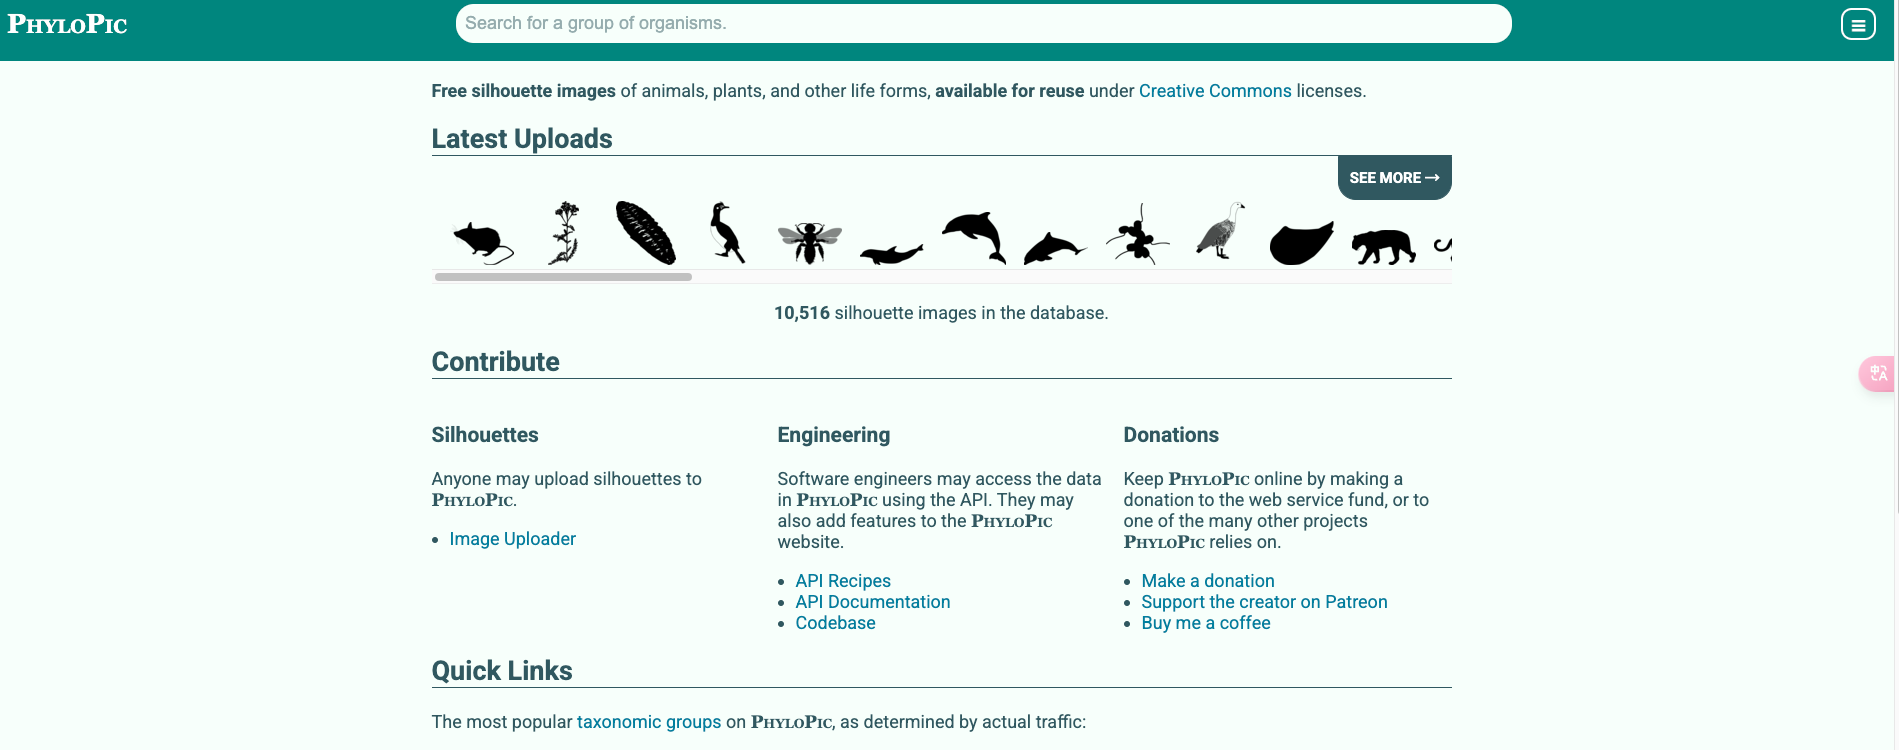 PhyloPic
Search for a group of organisms.
Free silhouette images of animals, plants, and other life forms, available for reuse under Creative Commons licenses.
Latest Uploads
SEE MORE →
10,516 silhouette images in the database.
Contribute
Silhouettes
Anyone may upload silhouettes to
PhyloPic.
• Image Uploader
Engineering
Software engineers may access the data
in PhyloPic using the API. They may
also add features to the PhyloPic
website.
• API Recipes
• API Documentation
• Codebase
Donations
Keep PhyloPic online by making a
donation to the web service fund, or to
one of the many other projects
PhyloPic relies on.
• Make a donation
• Support the creator on Patreon
• Buy me a coffee
Quick Links
The most popular taxonomic groups on PhyloPic, as determined by actual traffic:
中A